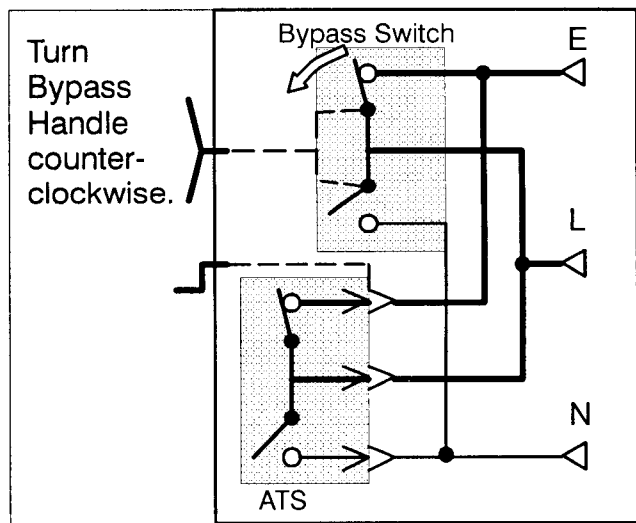 Turn
Bypass
Handle
counter-
clockwise.
Bypass Switch
E
L
N
ATS